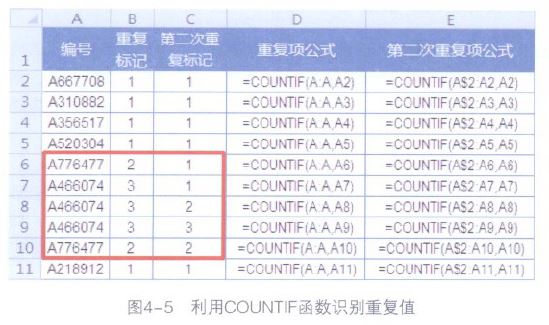 A B C D E
1 编号 重复标记 第二次重复标记 重复项公式 第二次重复项公式
2 A667708 1 1 =COUNTIF(A:A,A2) =COUNTIF(A$2:A2,A2)
3 A310882 1 1 =COUNTIF(A:A,A3) =COUNTIF(A$2:A3,A3)
4 A356517 1 1 =COUNTIF(A:A,A4) =COUNTIF(A$2:A4,A4)
5 A520304 1 1 =COUNTIF(A:A,A5) =COUNTIF(A$2:A5,A5)
6 A776477 2 1 =COUNTIF(A:A,A6) =COUNTIF(A$2:A6,A6)
7 A466074 3 1 =COUNTIF(A:A,A7) =COUNTIF(A$2:A7,A7)
8 A466074 3 2 =COUNTIF(A:A,A8) =COUNTIF(A$2:A8,A8)
9 A466074 3 3 =COUNTIF(A:A,A9) =COUNTIF(A$2:A9,A9)
10 A776477 2 2 =COUNTIF(A:A,A10) =COUNTIF(A$2:A10,A10)
11 A218912 1 1 =COUNTIF(A:A,A11) =COUNTIF(A$2:A11,A11)
图4-5 利用COUNTIF函数识别重复值